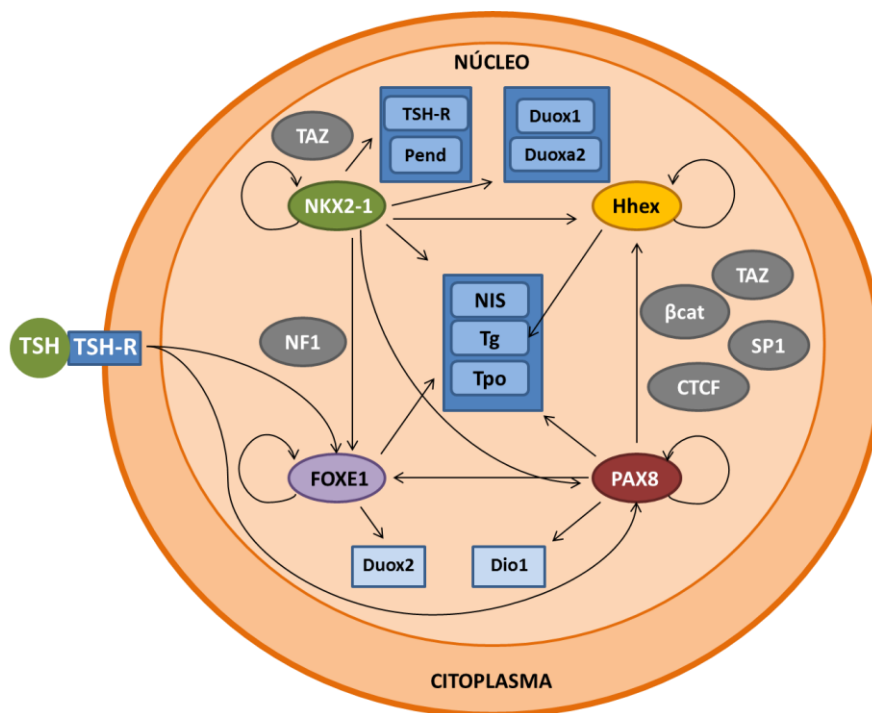 NÚCLEO
TAZ
TSH-R
Pend
Duox1
Duoxa2
NKX2-1
Hhex
TAZ
βcat
SP1
CTCF
NIS
Tg
Tpo
NF1
TSH
TSH-R
FOXE1
PAX8
Duox2
Dio1
CITOPLASMA